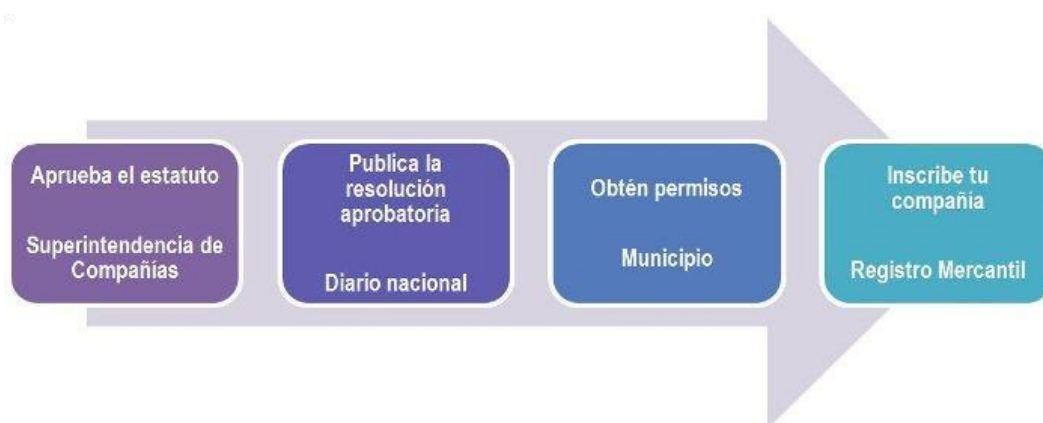 Aprueba el estatuto
Superintendencia de
Compañías
Publica la
resolución
aprobatoria
Diario nacional
Obtén permisos
Municipio
Inscribe tu
compañía
Registro Mercantil